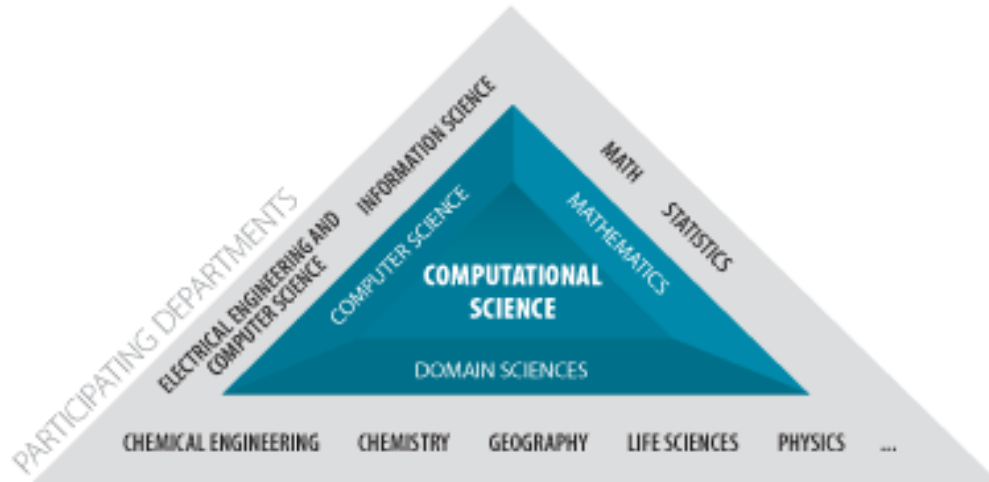 PARTICIPATING DEPARTMENTS
ELECTRICAL ENGINEERING AND
COMPUTER SCIENCE
INFORMATION SCIENCE
MATH
STATISTICS
COMPUTER SCIENCE
MATHEMATICS
COMPUTATIONAL
SCIENCE
DOMAIN SCIENCES
CHEMICAL ENGINEERING CHEMISTRY GEOGRAPHY LIFE SCIENCES PHYSICS ...